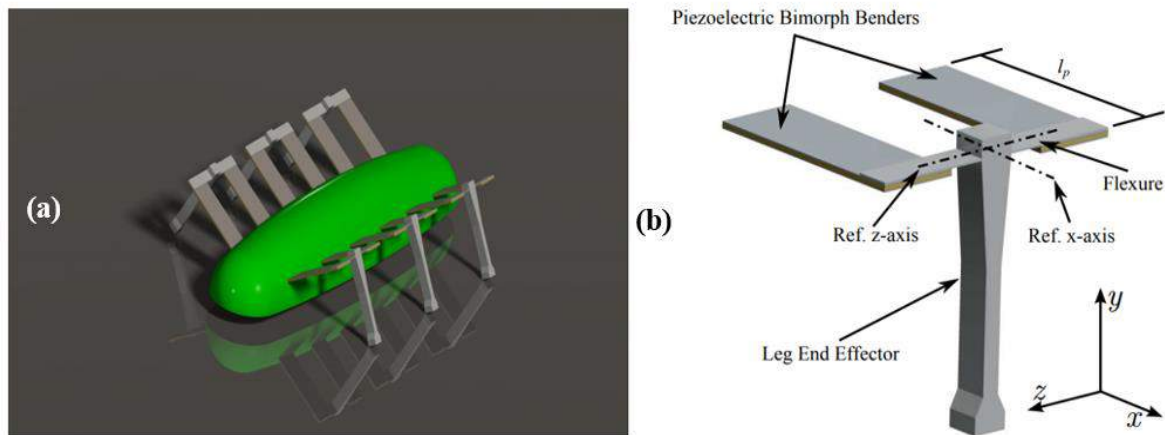 (a)
Piezoelectric Bimorph Benders
l_p
Flexure
(b)
Ref. z-axis
Ref. x-axis
Leg End Effector
y
z
x